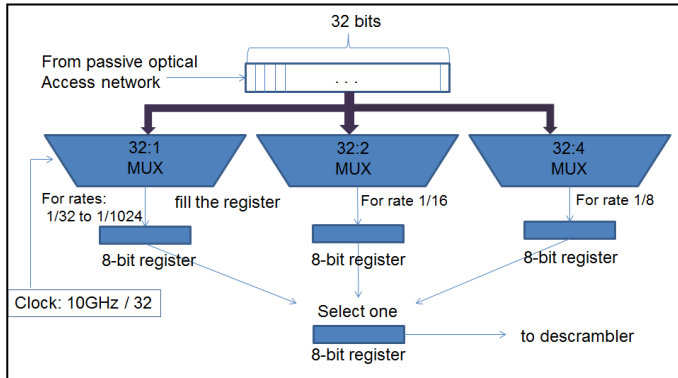 32 bits
From passive optical
Access network
. . .
32:1
MUX
32:2
MUX
32:4
MUX
For rates:
1/32 to 1/1024
fill the register
For rate 1/16
For rate 1/8
8-bit register
8-bit register
8-bit register
Clock: 10GHz / 32
Select one
to descrambler
8-bit register